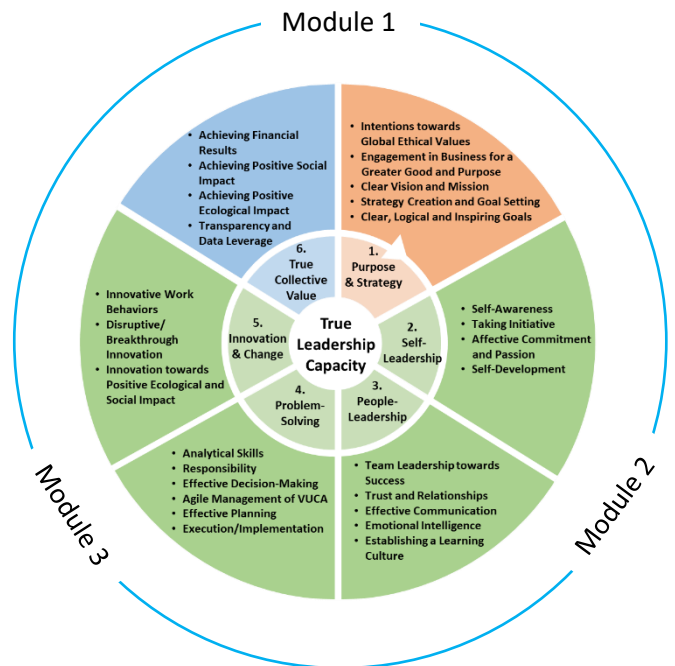 Module 1
• Intentions towards
Global Ethical Values
• Engagement in Business for a
Greater Good and Purpose
• Clear Vision and Mission
• Strategy Creation and Goal Setting
• Clear, Logical and Inspiring Goals
1.
Purpose
& Strategy
• Self-Awareness
• Taking Initiative
• Affective Commitment
and Passion
• Self-Development
2.
Self-
Leadership
Module 2
• Team Leadership towards
Success
• Trust and Relationships
• Effective Communication
• Emotional Intelligence
• Establishing a Learning
Culture
3.
People-
Leadership
• Analytical Skills
• Responsibility
• Effective Decision-Making
• Agile Management of VUCA
• Effective Planning
• Execution/Implementation
4.
Problem-
Solving
Module 3
• Innovative Work
Behaviors
• Disruptive/
Breakthrough
Innovation
• Innovation towards
Positive Ecological and
Social Impact
5.
Innovation
& Change
• Achieving Financial
Results
• Achieving Positive Social
Impact
• Achieving Positive
Ecological Impact
• Transparency and
Data Leverage
6.
True
Collective
Value
True
Leadership
Capacity